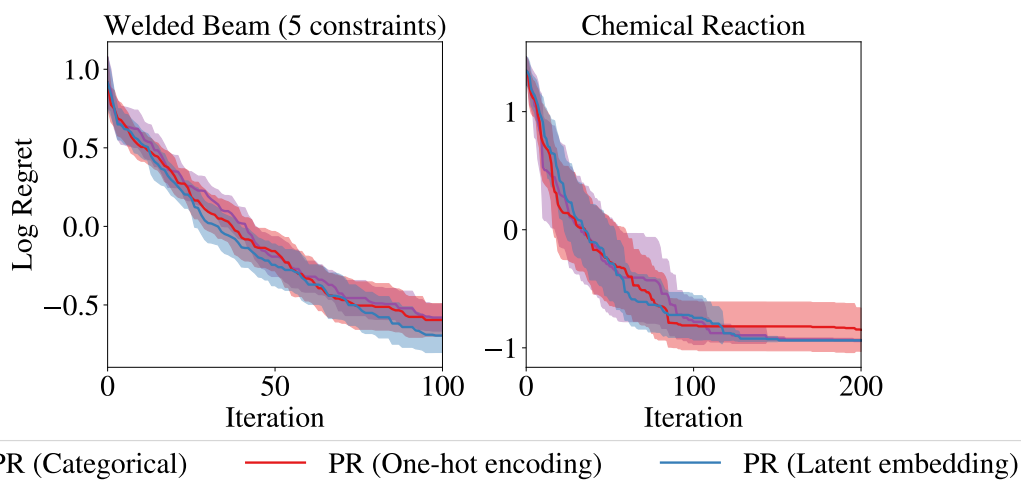 Welded Beam (5 constraints)
Chemical Reaction
Log Regret
1.0
0.5
0.0
−0.5
0
50
100
Iteration
1
0
−1
0
100
200
Iteration
PR (Categorical)
PR (One-hot encoding)
PR (Latent embedding)